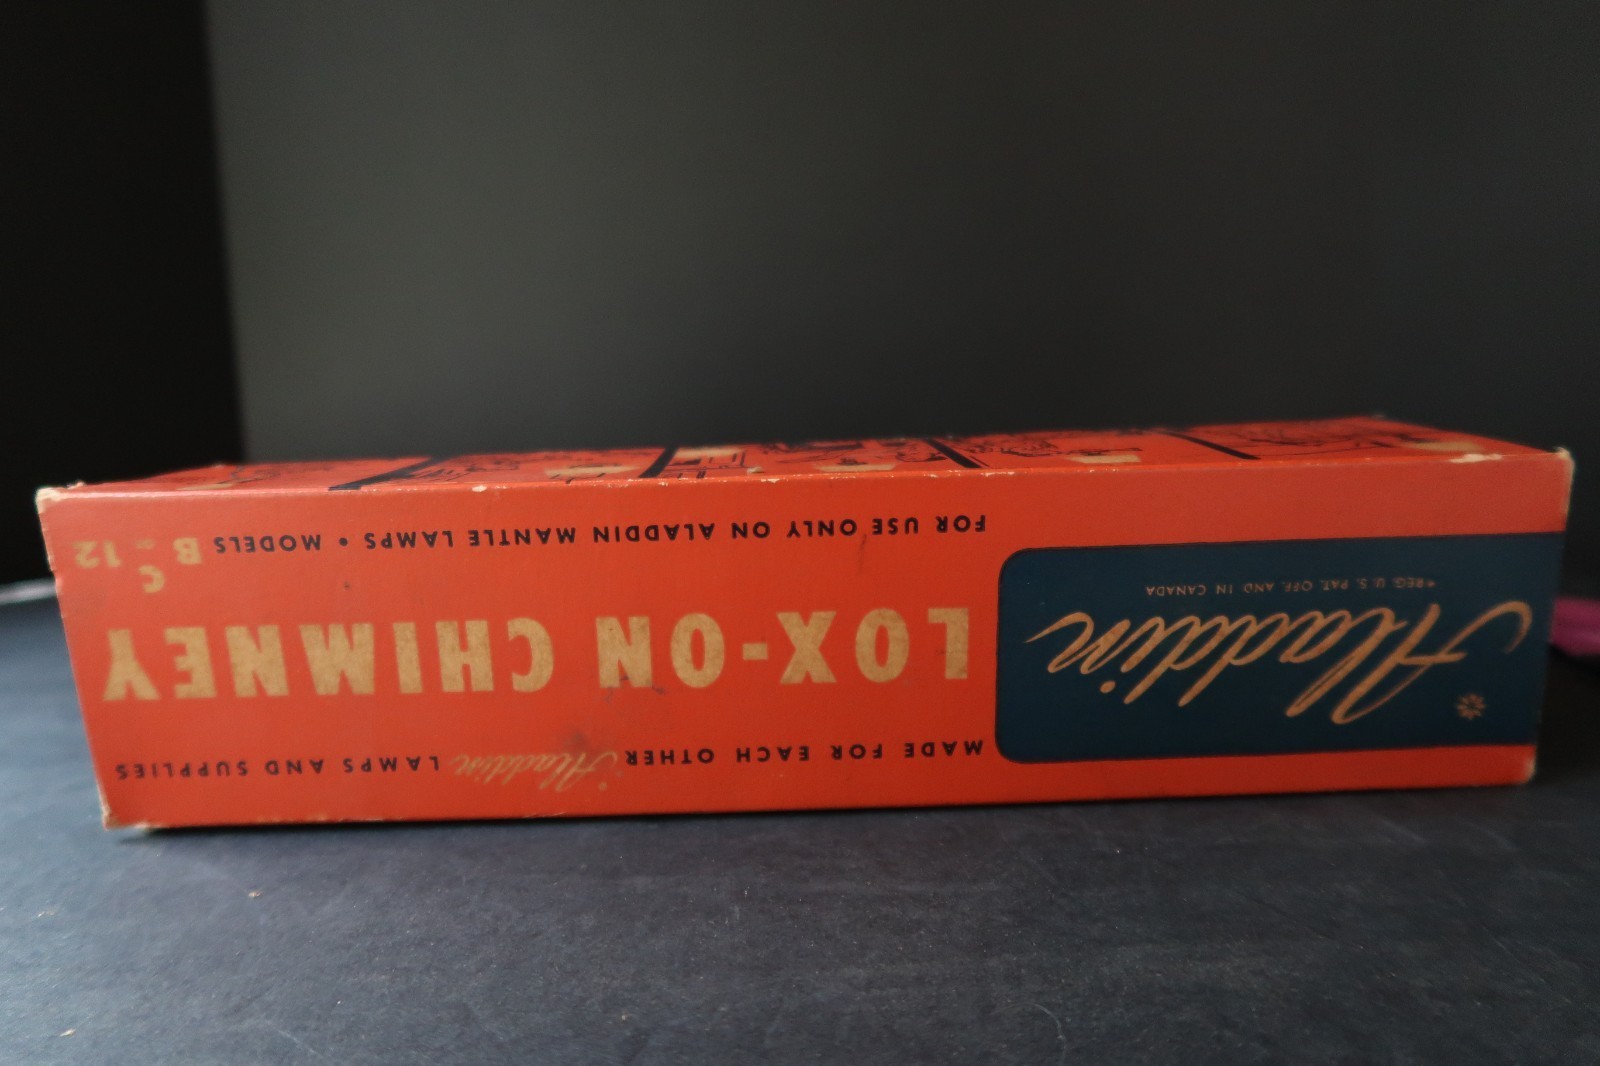 MADE FOR EACH OTHER Aladdin LAMPS AND SUPPLIES
*
Aladdin
*REG. U. S. PAT. OFF. AND IN CANADA
LOX-ON CHIMNEY
FOR USE ONLY ON ALADDIN MANTLE LAMPS • MODELS B - 12
C